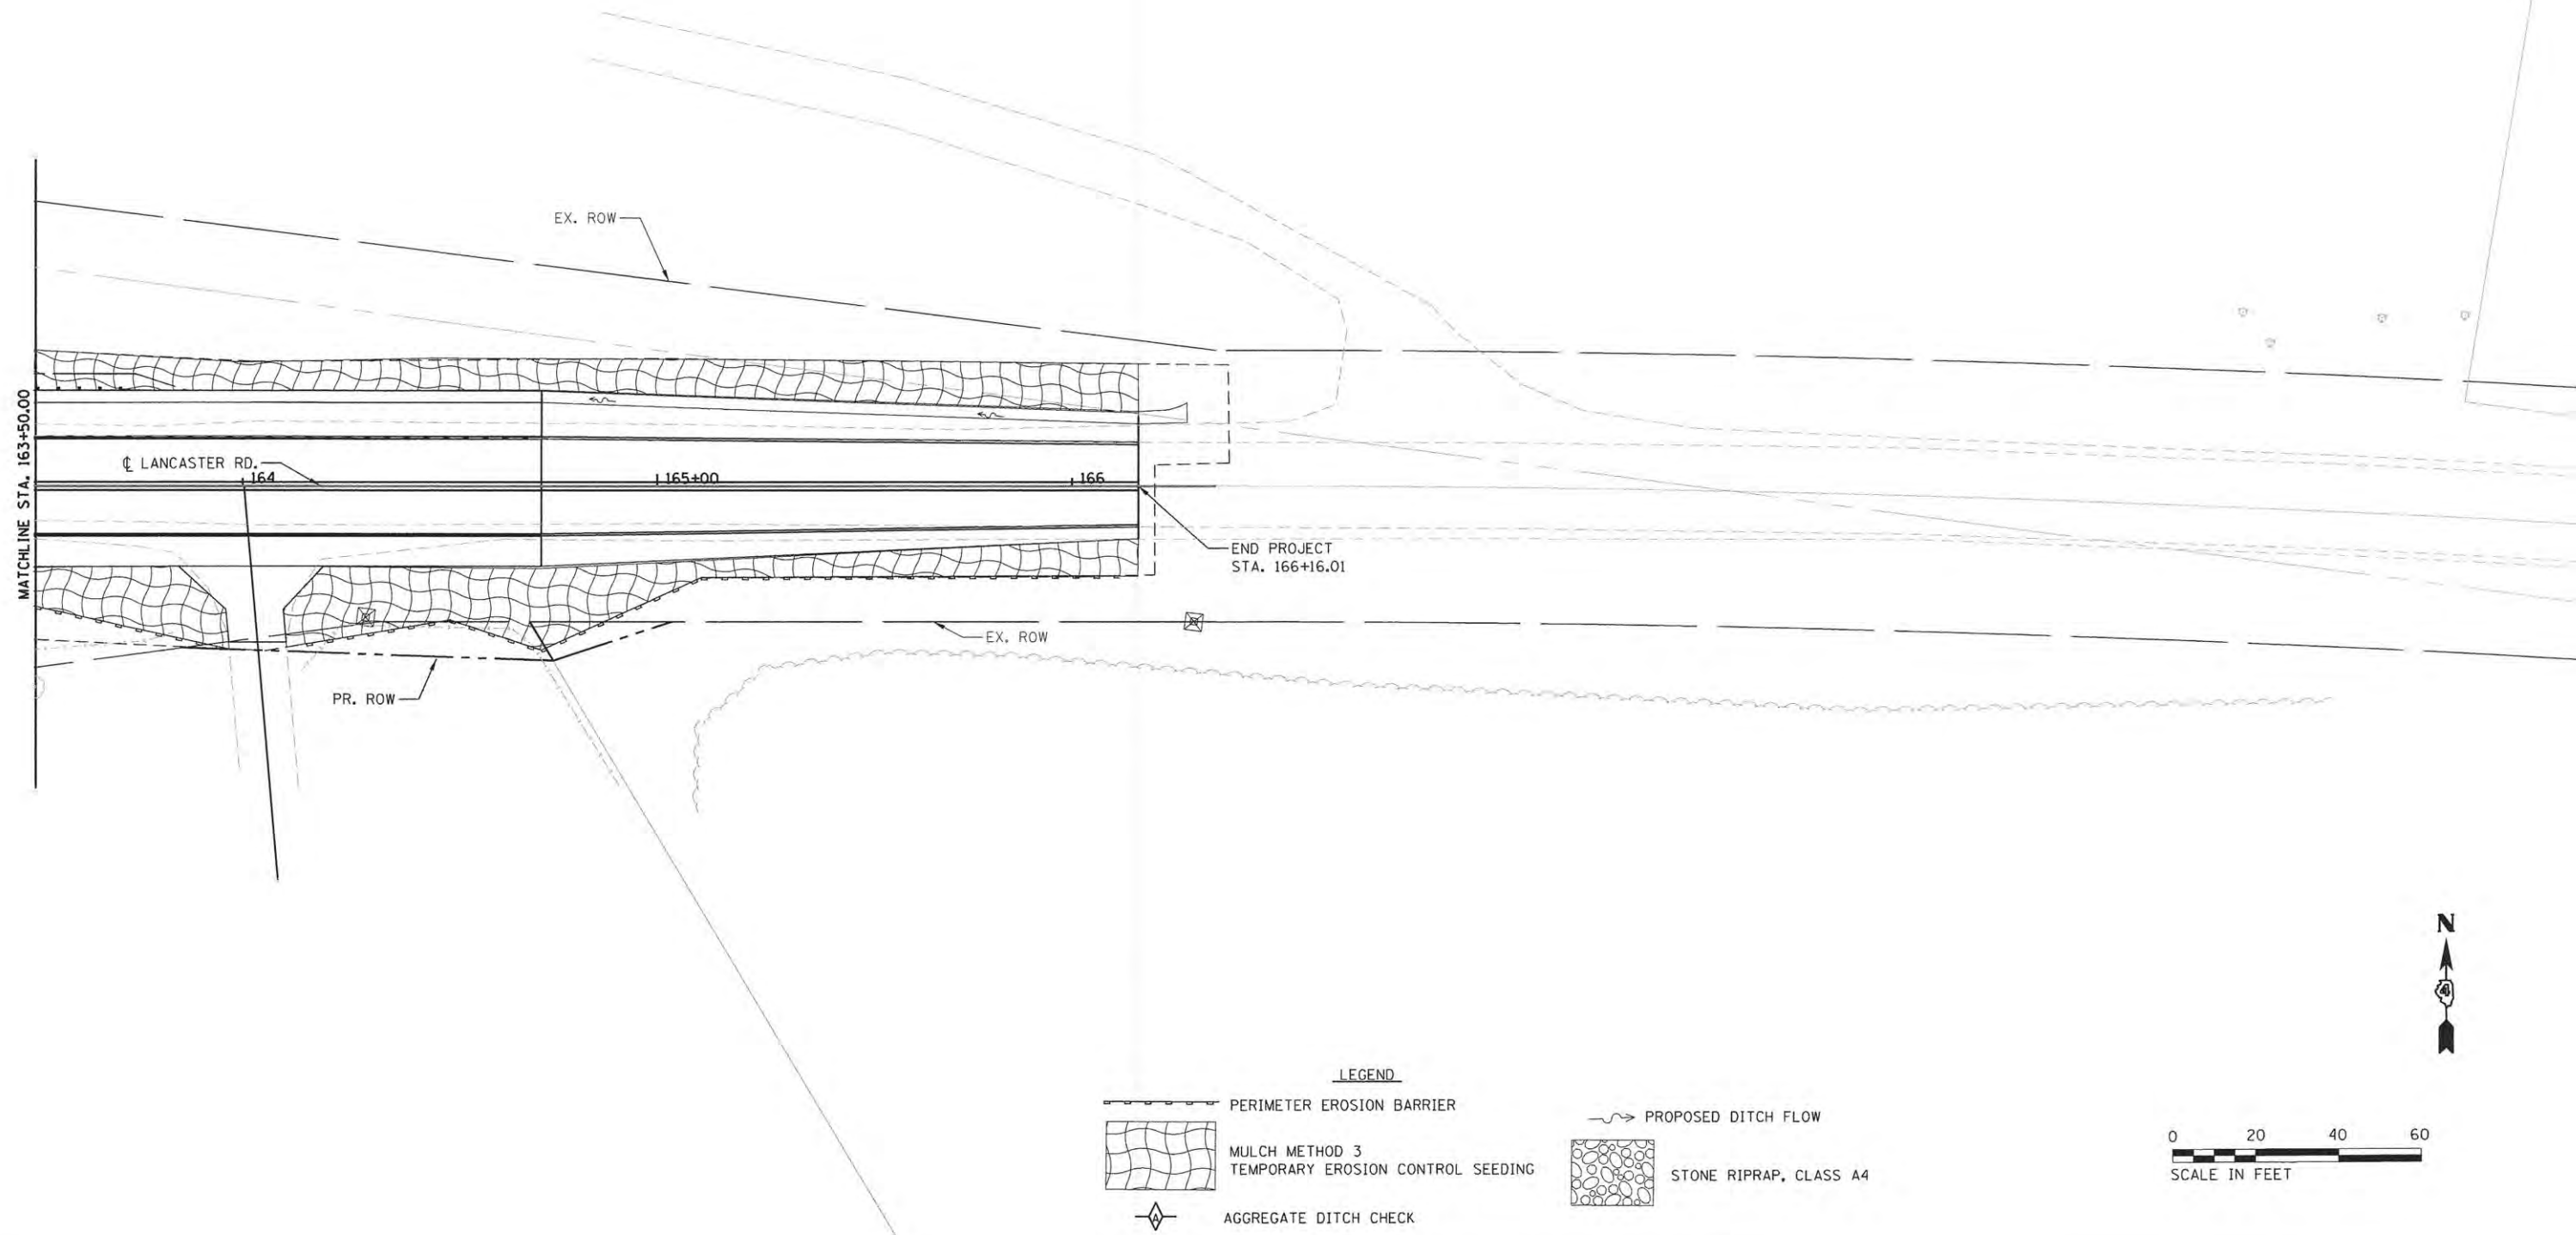 EX. ROW
MATCHLINE STA. 163+50.00
℄ LANCASTER RD.
164
165+00
166
END PROJECT
STA. 166+16.01
EX. ROW
PR. ROW
N
4
LEGEND
PERIMETER EROSION BARRIER
MULCH METHOD 3
TEMPORARY EROSION CONTROL SEEDING
A
AGGREGATE DITCH CHECK
PROPOSED DITCH FLOW
STONE RIPRAP, CLASS A4
0 20 40 60
SCALE IN FEET